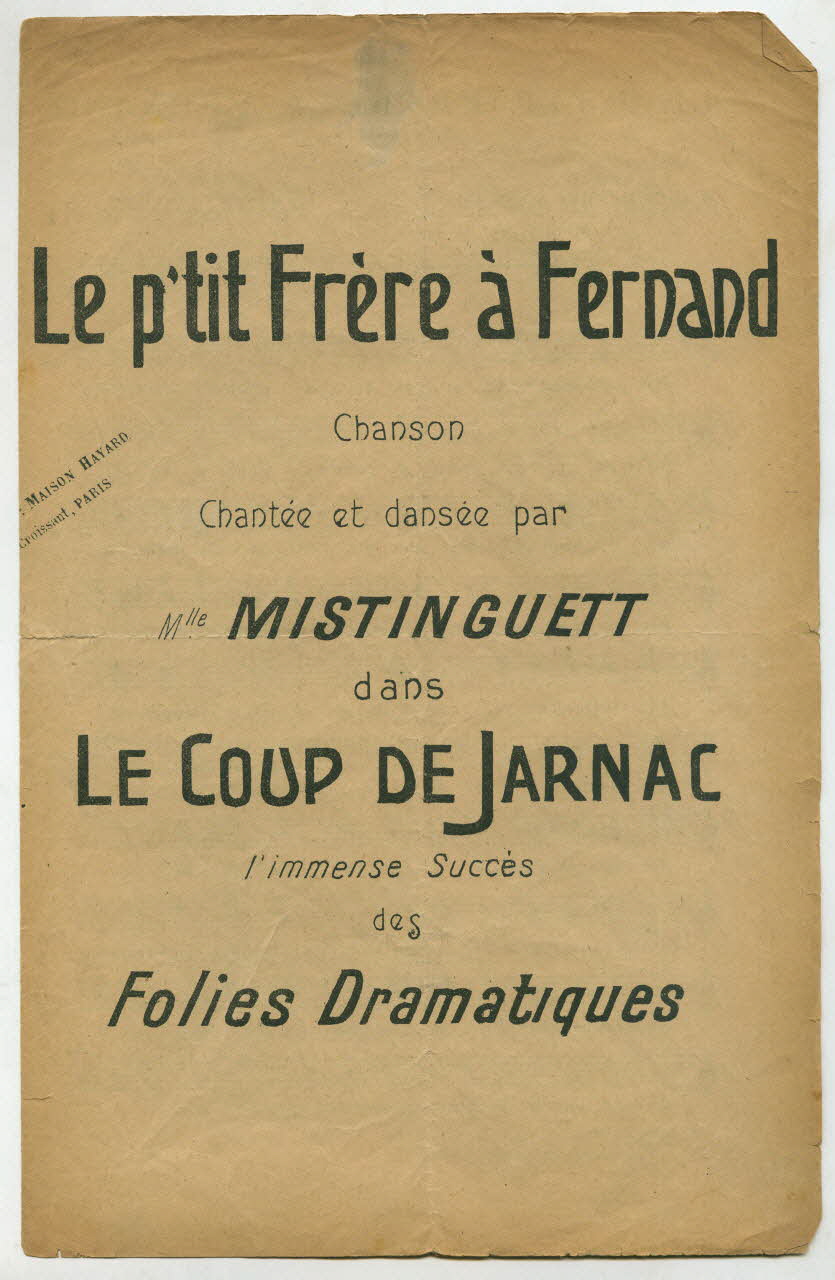 Le p'tit Frère à Fernand
Chanson
: MAISON HAYARD
Croissant, PARIS
Chantée et dansée par
Mlle MISTINGUETT
dans
LE COUP DE JARNAC
l'immense Succès
des
Folies Dramatiques